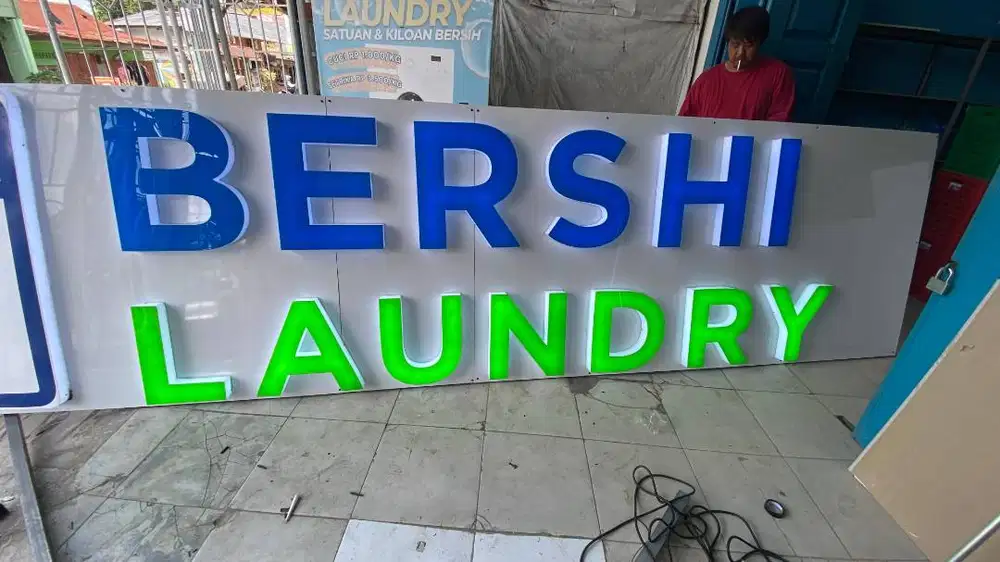 LAUNDRY
SATUAN & KILOAN BERSIH
BERSHI
LAUNDRY